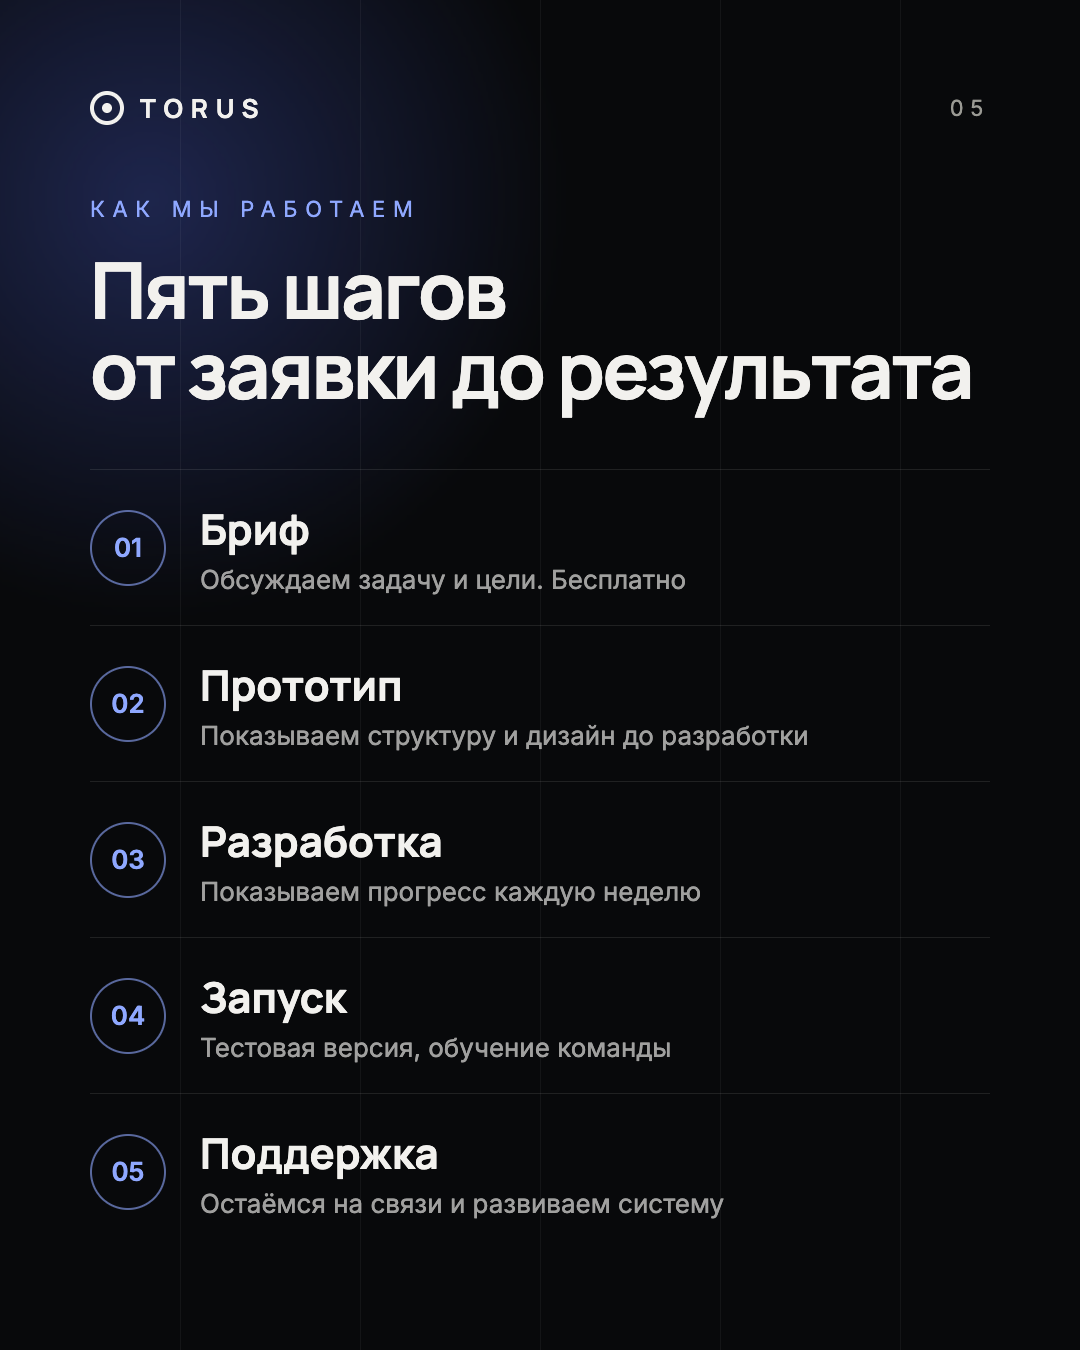 TORUS
05
КАК МЫ РАБОТАЕМ
Пять шагов
от заявки до результата
01
Бриф
Обсуждаем задачу и цели. Бесплатно
02
Прототип
Показываем структуру и дизайн до разработки
03
Разработка
Показываем прогресс каждую неделю
04
Запуск
Тестовая версия, обучение команды
05
Поддержка
Остаёмся на связи и развиваем систему